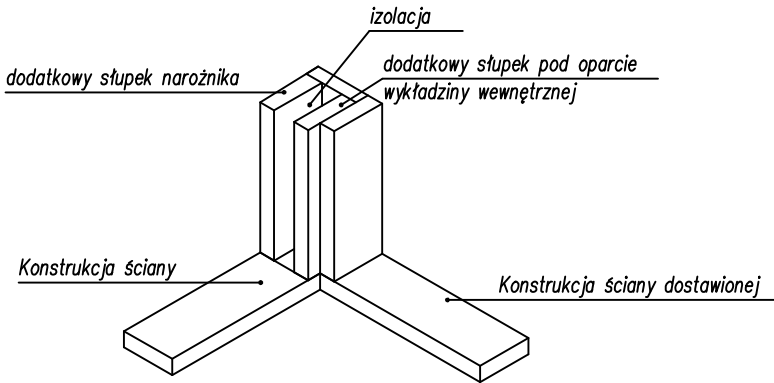 izolacja
dodatkowy słupek narożnika
dodatkowy słupek pod oparcie
wykładziny wewnętrznej
Konstrukcja ściany
Konstrukcja ściany dostawionej